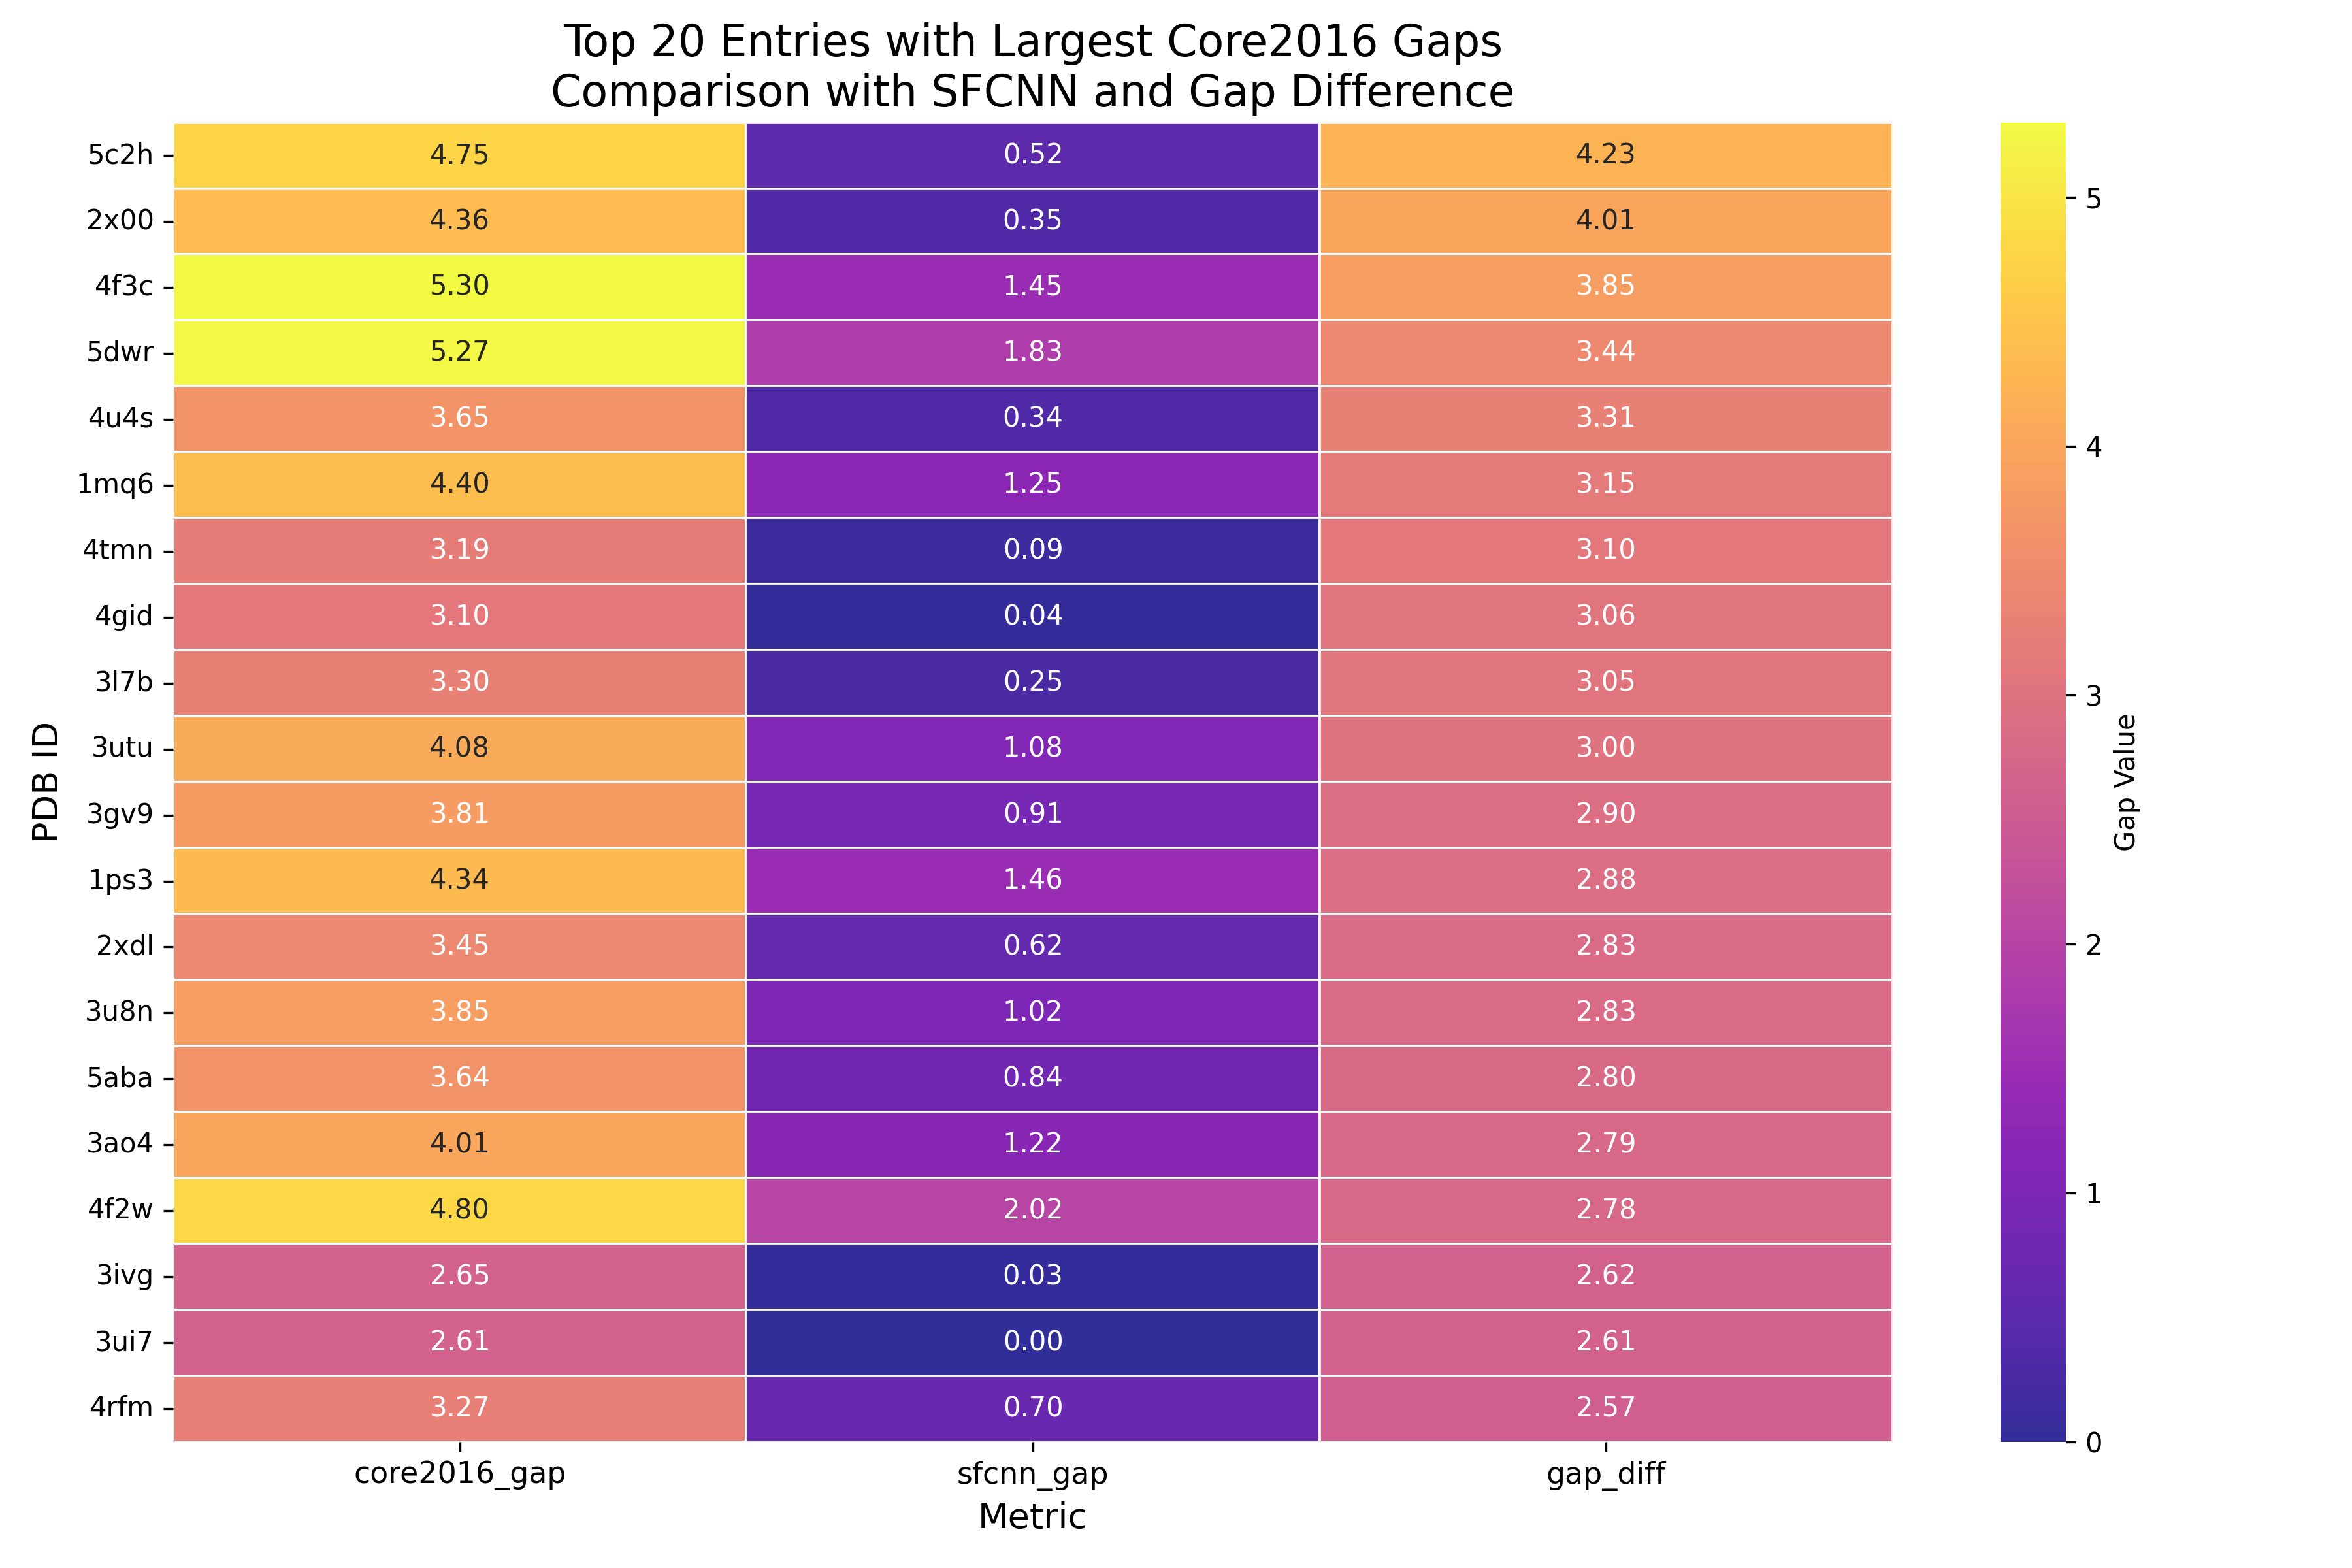 Top 20 Entries with Largest Core2016 Gaps
Comparison with SFCNN and Gap Difference
PDB ID
5c2h 4.75 0.52 4.23
2x00 4.36 0.35 4.01
4f3c 5.30 1.45 3.85
5dwr 5.27 1.83 3.44
4u4s 3.65 0.34 3.31
1mq6 4.40 1.25 3.15
4tmn 3.19 0.09 3.10
4gid 3.10 0.04 3.06
3l7b 3.30 0.25 3.05
3utu 4.08 1.08 3.00
3gv9 3.81 0.91 2.90
1ps3 4.34 1.46 2.88
2xdl 3.45 0.62 2.83
3u8n 3.85 1.02 2.83
5aba 3.64 0.84 2.80
3ao4 4.01 1.22 2.79
4f2w 4.80 2.02 2.78
3ivg 2.65 0.03 2.62
3ui7 2.61 0.00 2.61
4rfm 3.27 0.70 2.57
core2016_gap sfcnn_gap gap_diff
Metric
5
4
3
2
1
0
Gap Value